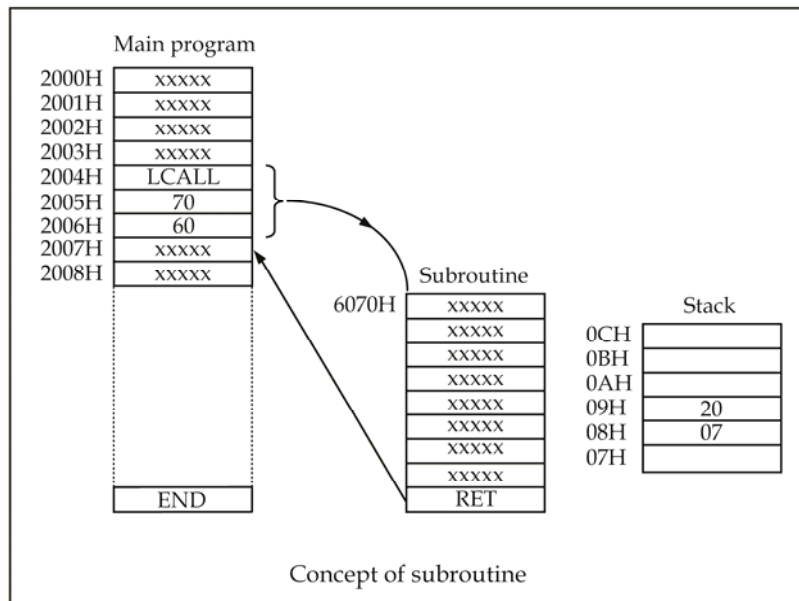 Main program
2000H xxxxx
2001H xxxxx
2002H xxxxx
2003H xxxxx
2004H LCALL
2005H 70
2006H 60
2007H xxxxx
2008H xxxxx
END
Subroutine
6070H xxxxx
xxxxx
xxxxx
xxxxx
xxxxx
xxxxx
xxxxx
xxxxx
RET
Stack
0CH
0BH
0AH
09H 20
08H 07
07H
Concept of subroutine